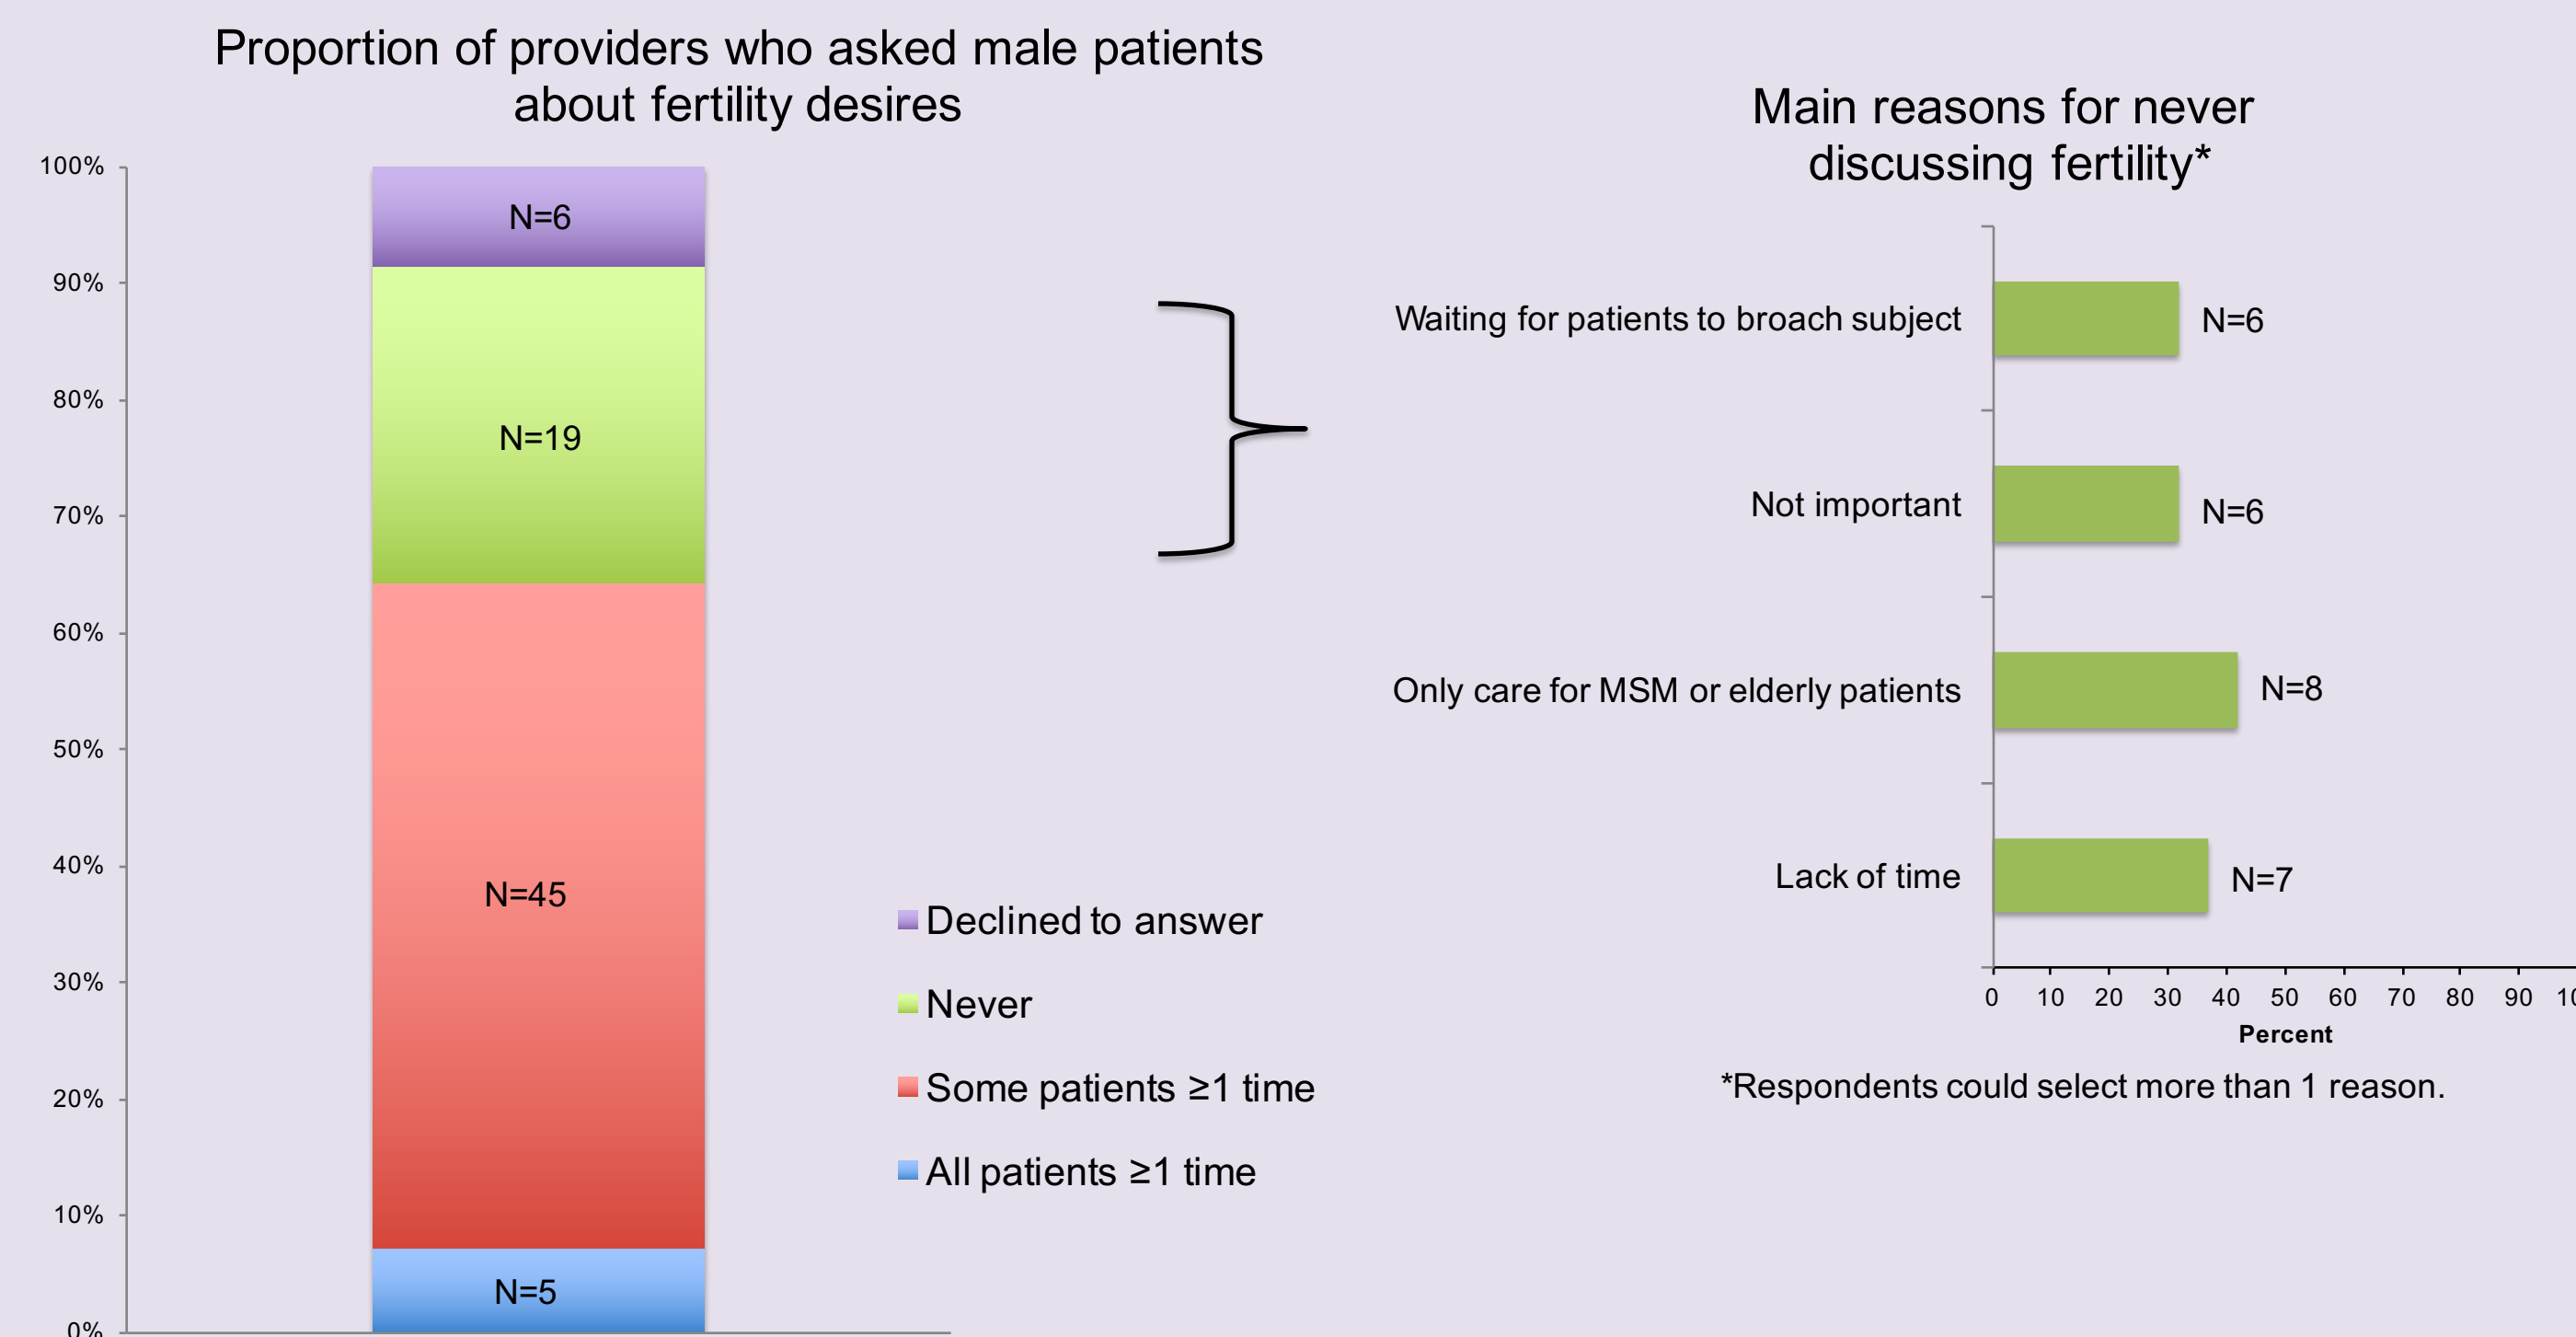 Proportion of providers who asked male patients
about fertility desires
100%
90%
80%
70%
60%
50%
40%
30%
20%
10%
0%
N=6
N=19
N=45
N=5
Declined to answer
Never
Some patients ≥1 time
All patients ≥1 time
Main reasons for never
discussing fertility*
Waiting for patients to broach subject
N=6
Not important
N=6
Only care for MSM or elderly patients
N=8
Lack of time
N=7
0 10 20 30 40 50 60 70 80 90
Percent
*Respondents could select more than 1 reason.